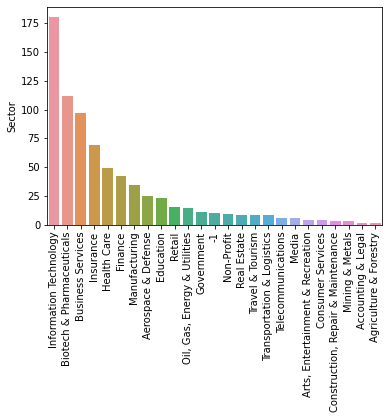 175
150
125
100
75
50
25
0
Sector
Information Technology
Biotech & Pharmaceuticals
Business Services
Insurance
Health Care
Finance
Manufacturing
Aerospace & Defense
Education
Retail
Oil, Gas, Energy & Utilities
Government
-1
Non-Profit
Real Estate
Travel & Tourism
Transportation & Logistics
Telecommunications
Media
Arts, Entertainment & Recreation
Consumer Services
Construction, Repair & Maintenance
Mining & Metals
Accounting & Legal
Agriculture & Forestry